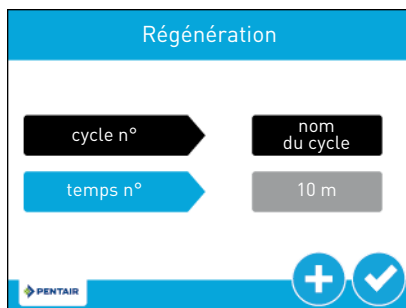 Régénération
cycle n°
nom
du cycle
temps n°
10 m
PENTAIR